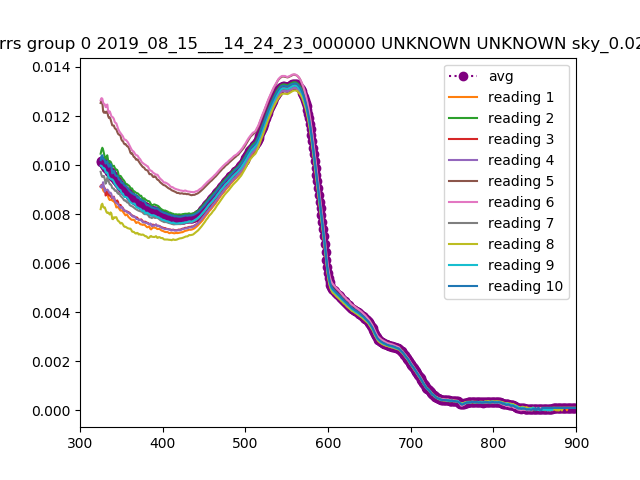 rrs group 0 2019_08_15___14_24_23_000000 UNKNOWN UNKNOWN sky_0.02
0.014
0.012
0.010
0.008
0.006
0.004
0.002
0.000
300
400
500
600
700
800
900
avg
reading 1
reading 2
reading 3
reading 4
reading 5
reading 6
reading 7
reading 8
reading 9
reading 10